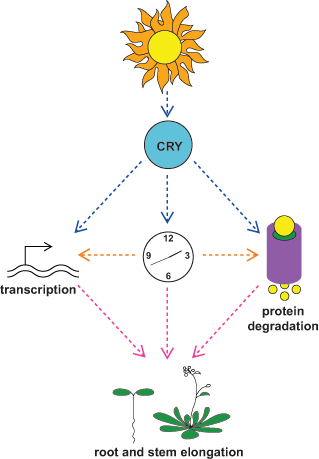 CRY
12
9 3
6
transcription
protein
degradation
root and stem elongation